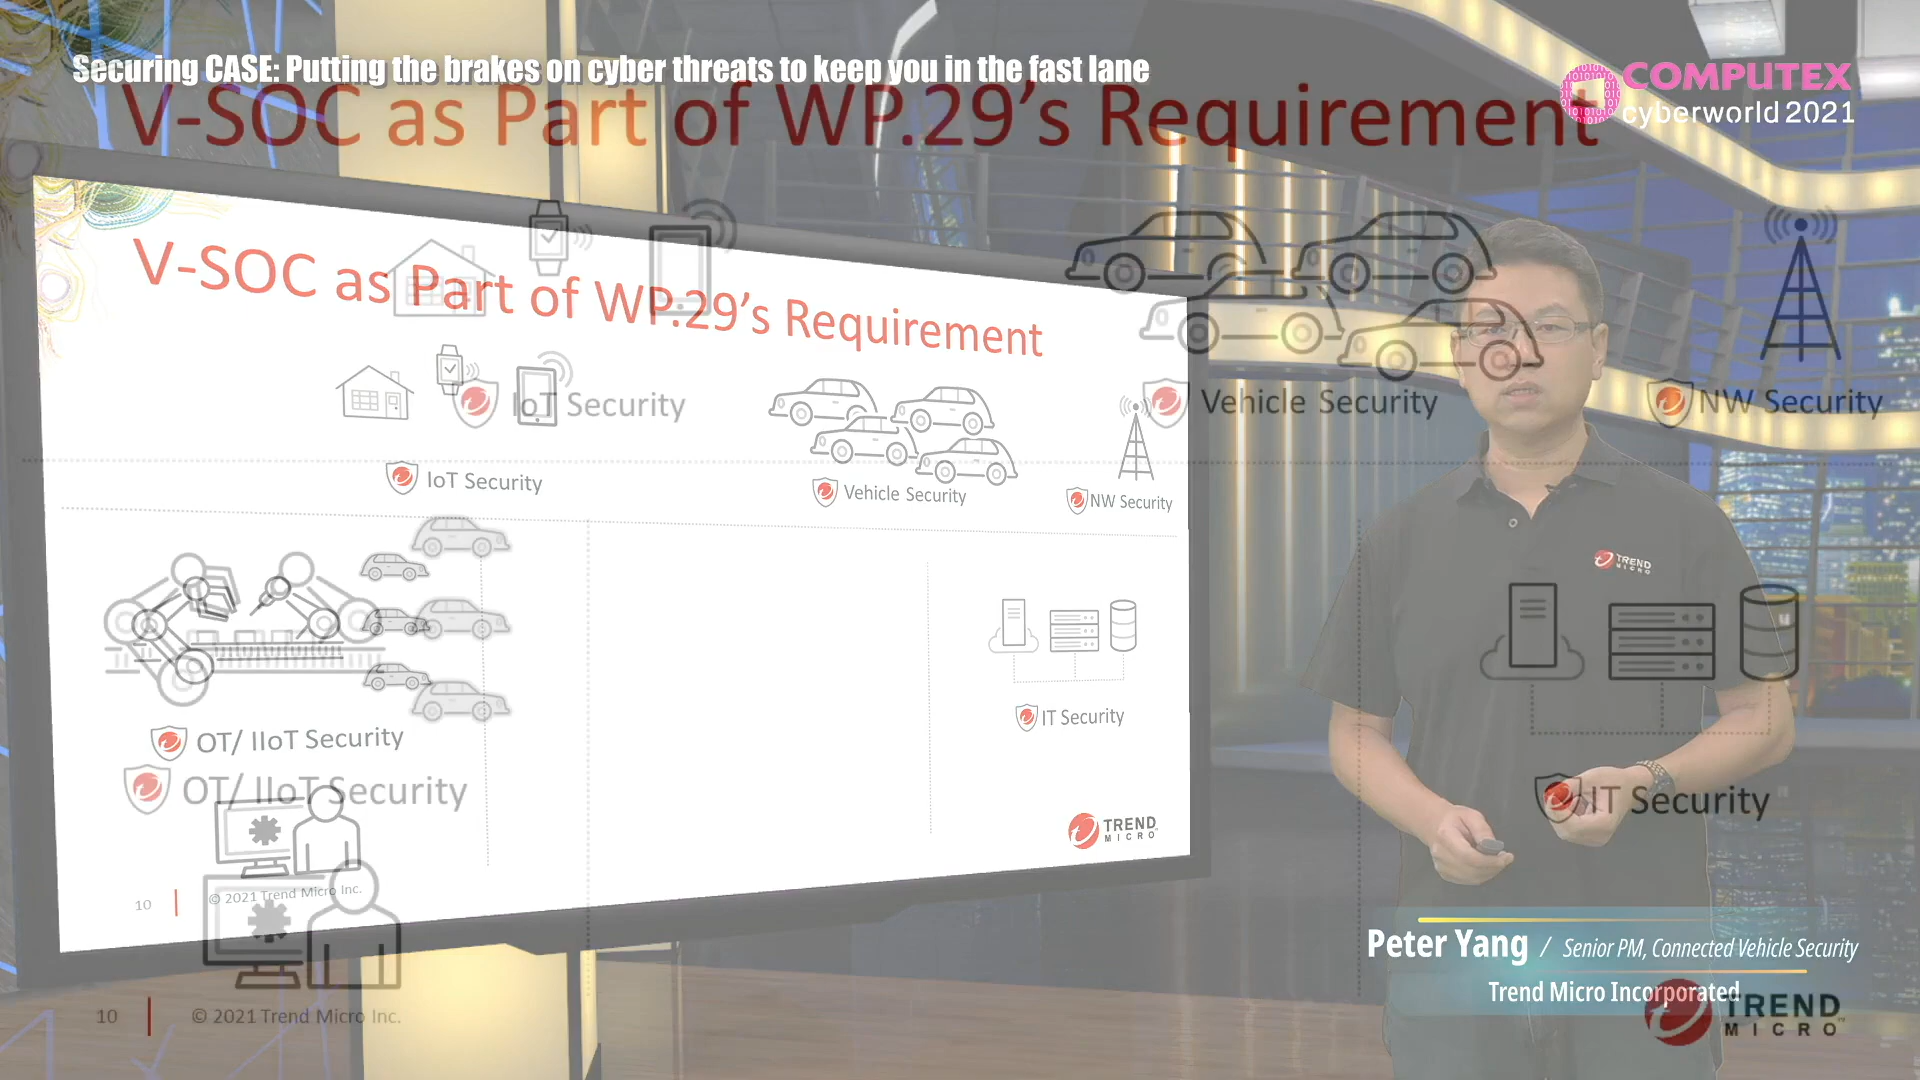 Securing CASE: Putting the brakes on cyber threats to keep you in the fast lane
COMPUTEX
cyberworld 2021
V-SOC as Part of WP.29's Requirement
V-SOC as Part of WP.29's Requirement
IoT Security
Vehicle Security
NW Security
IoT Security
Vehicle Security
NW Security
TREND
MICRO
OT/ IIoT Security
IT Security
OT/ IIoT Security
IT Security
TREND
MICRO
10
© 2021 Trend Micro Inc.
Peter Yang / Senior PM, Connected Vehicle Security
Trend Micro Incorporated
10
© 2021 Trend Micro Inc.
TREND
MICRO